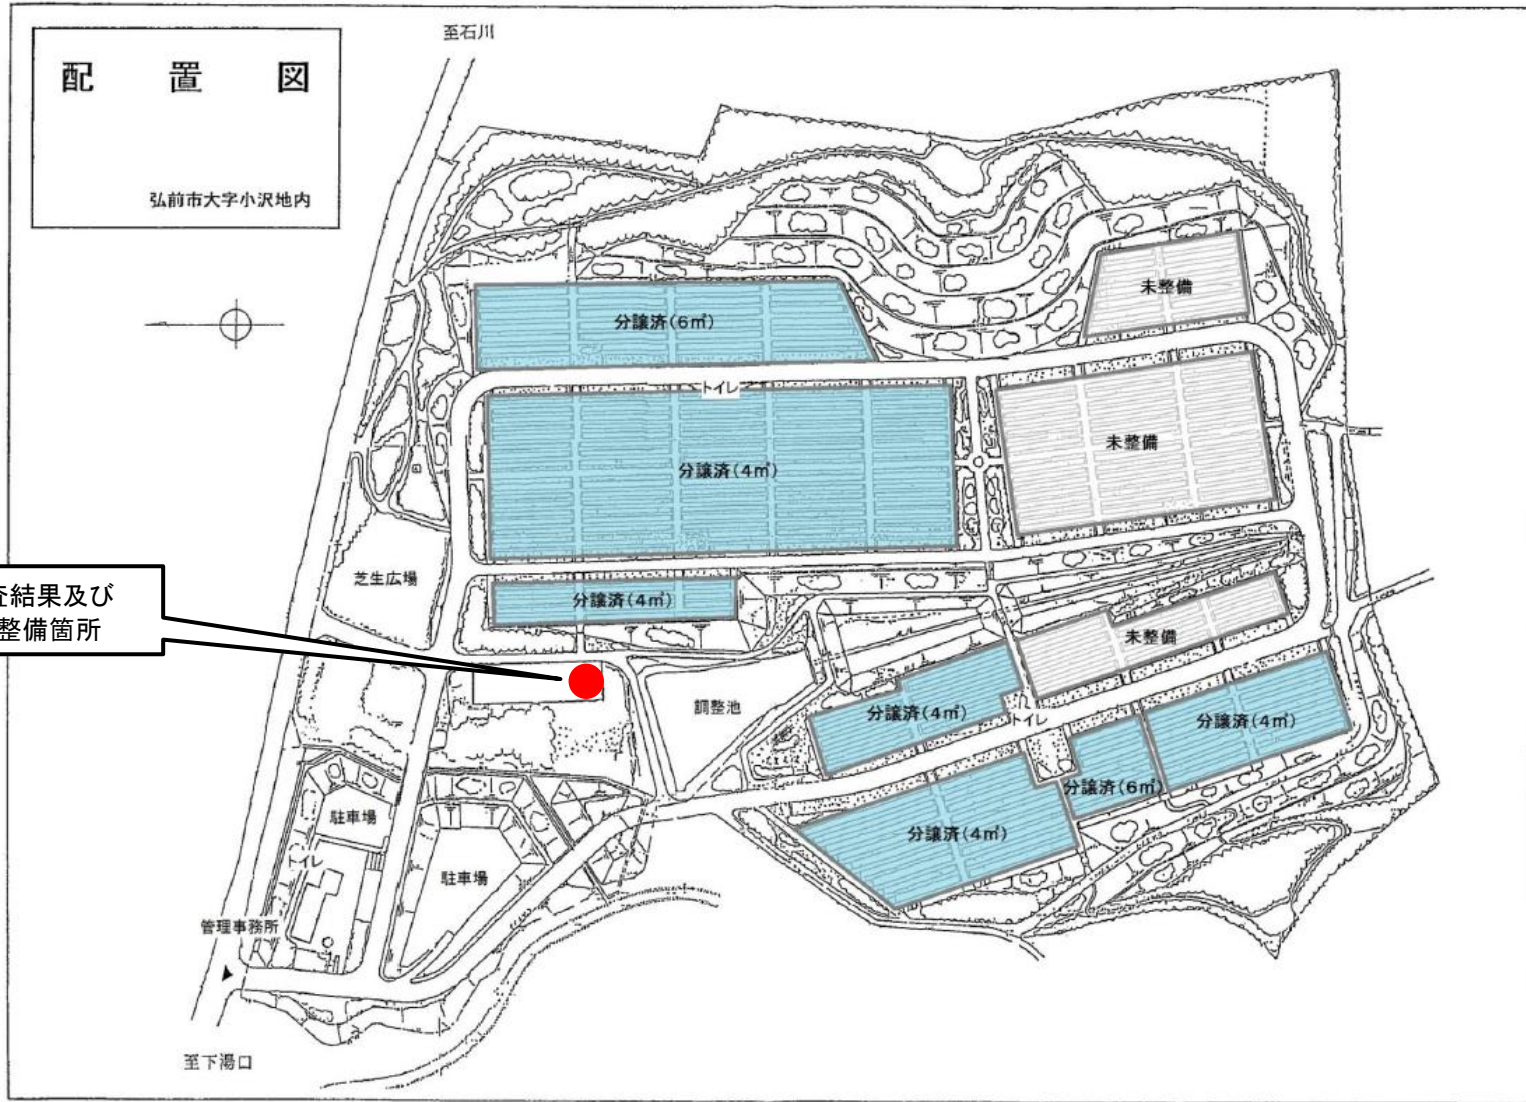 至石川
配置図
弘前市大字小沢地内
未整備
分譲済(6㎡)
トイレ
未整備
分譲済(4㎡)
芝生広場
査結果及び
整備箇所
分譲済(4㎡)
未整備
調整池
分譲済(4㎡)
トイレ
分譲済(4㎡)
分譲済(6㎡)
駐車場
分譲済(4㎡)
トイレ
駐車場
管理事務所
至下湯口